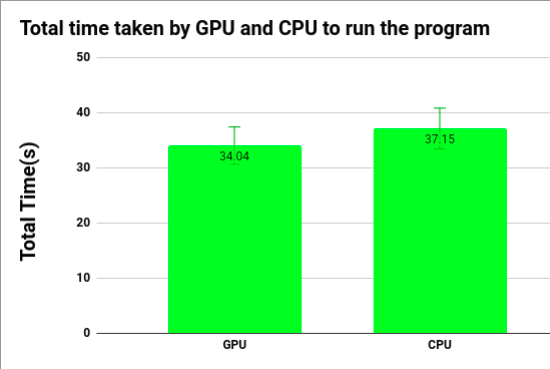 Total time taken by GPU and CPU to run the program
Total Time(s)
50
40
30
20
10
0
34.04
37.15
GPU
CPU